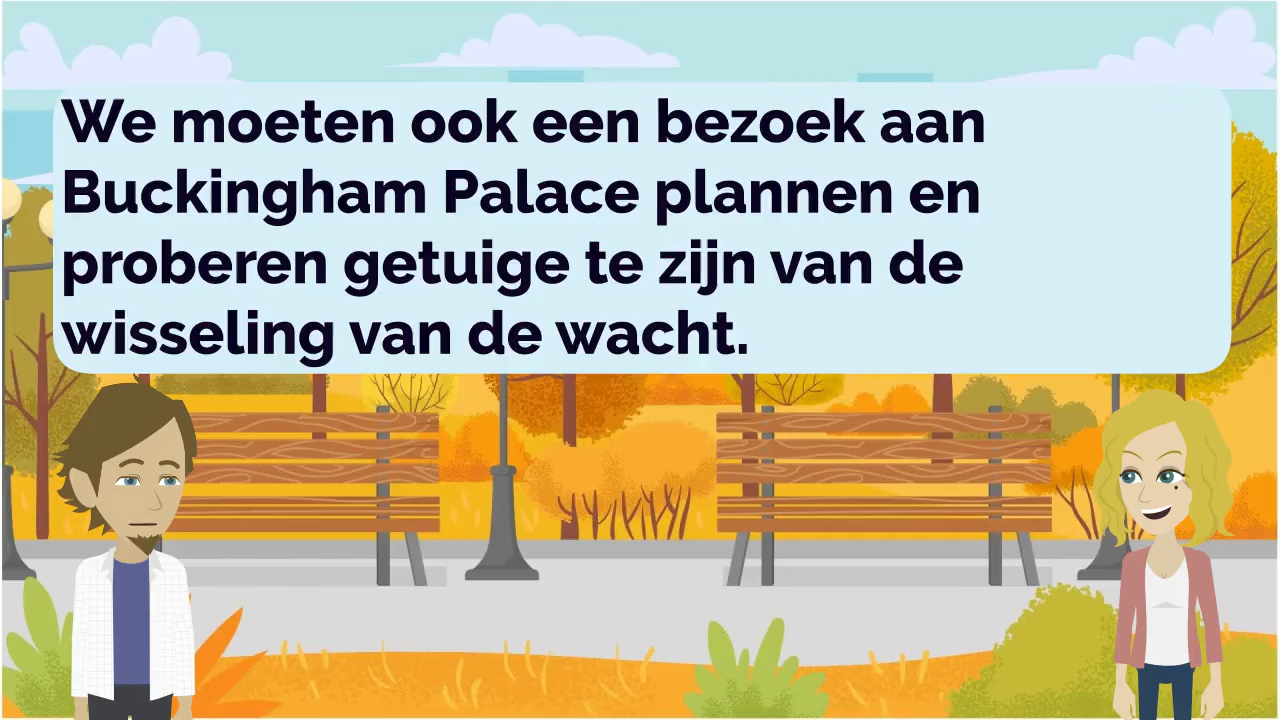 We moeten ook een bezoek aan
Buckingham Palace plannen en
proberen getuige te zijn van de
wisseling van de wacht.